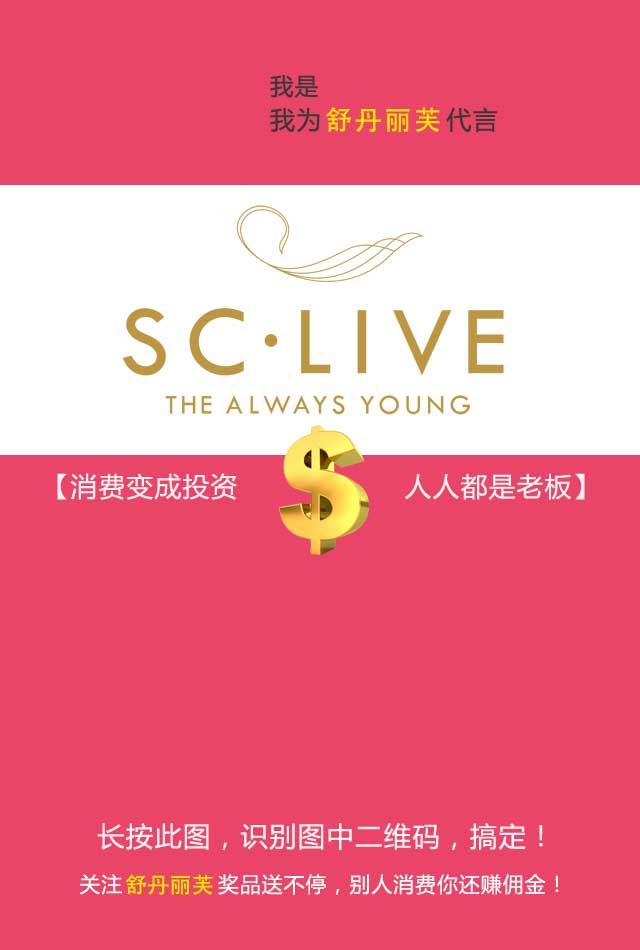 我是
我为舒丹丽芙代言
SC·LIVE
THE ALWAYS YOUNG
【消费变成投资 $ 人人都是老板】
长按此图，识别图中二维码，搞定！
关注舒丹丽芙奖品送不停，别人消费你还赚佣金！